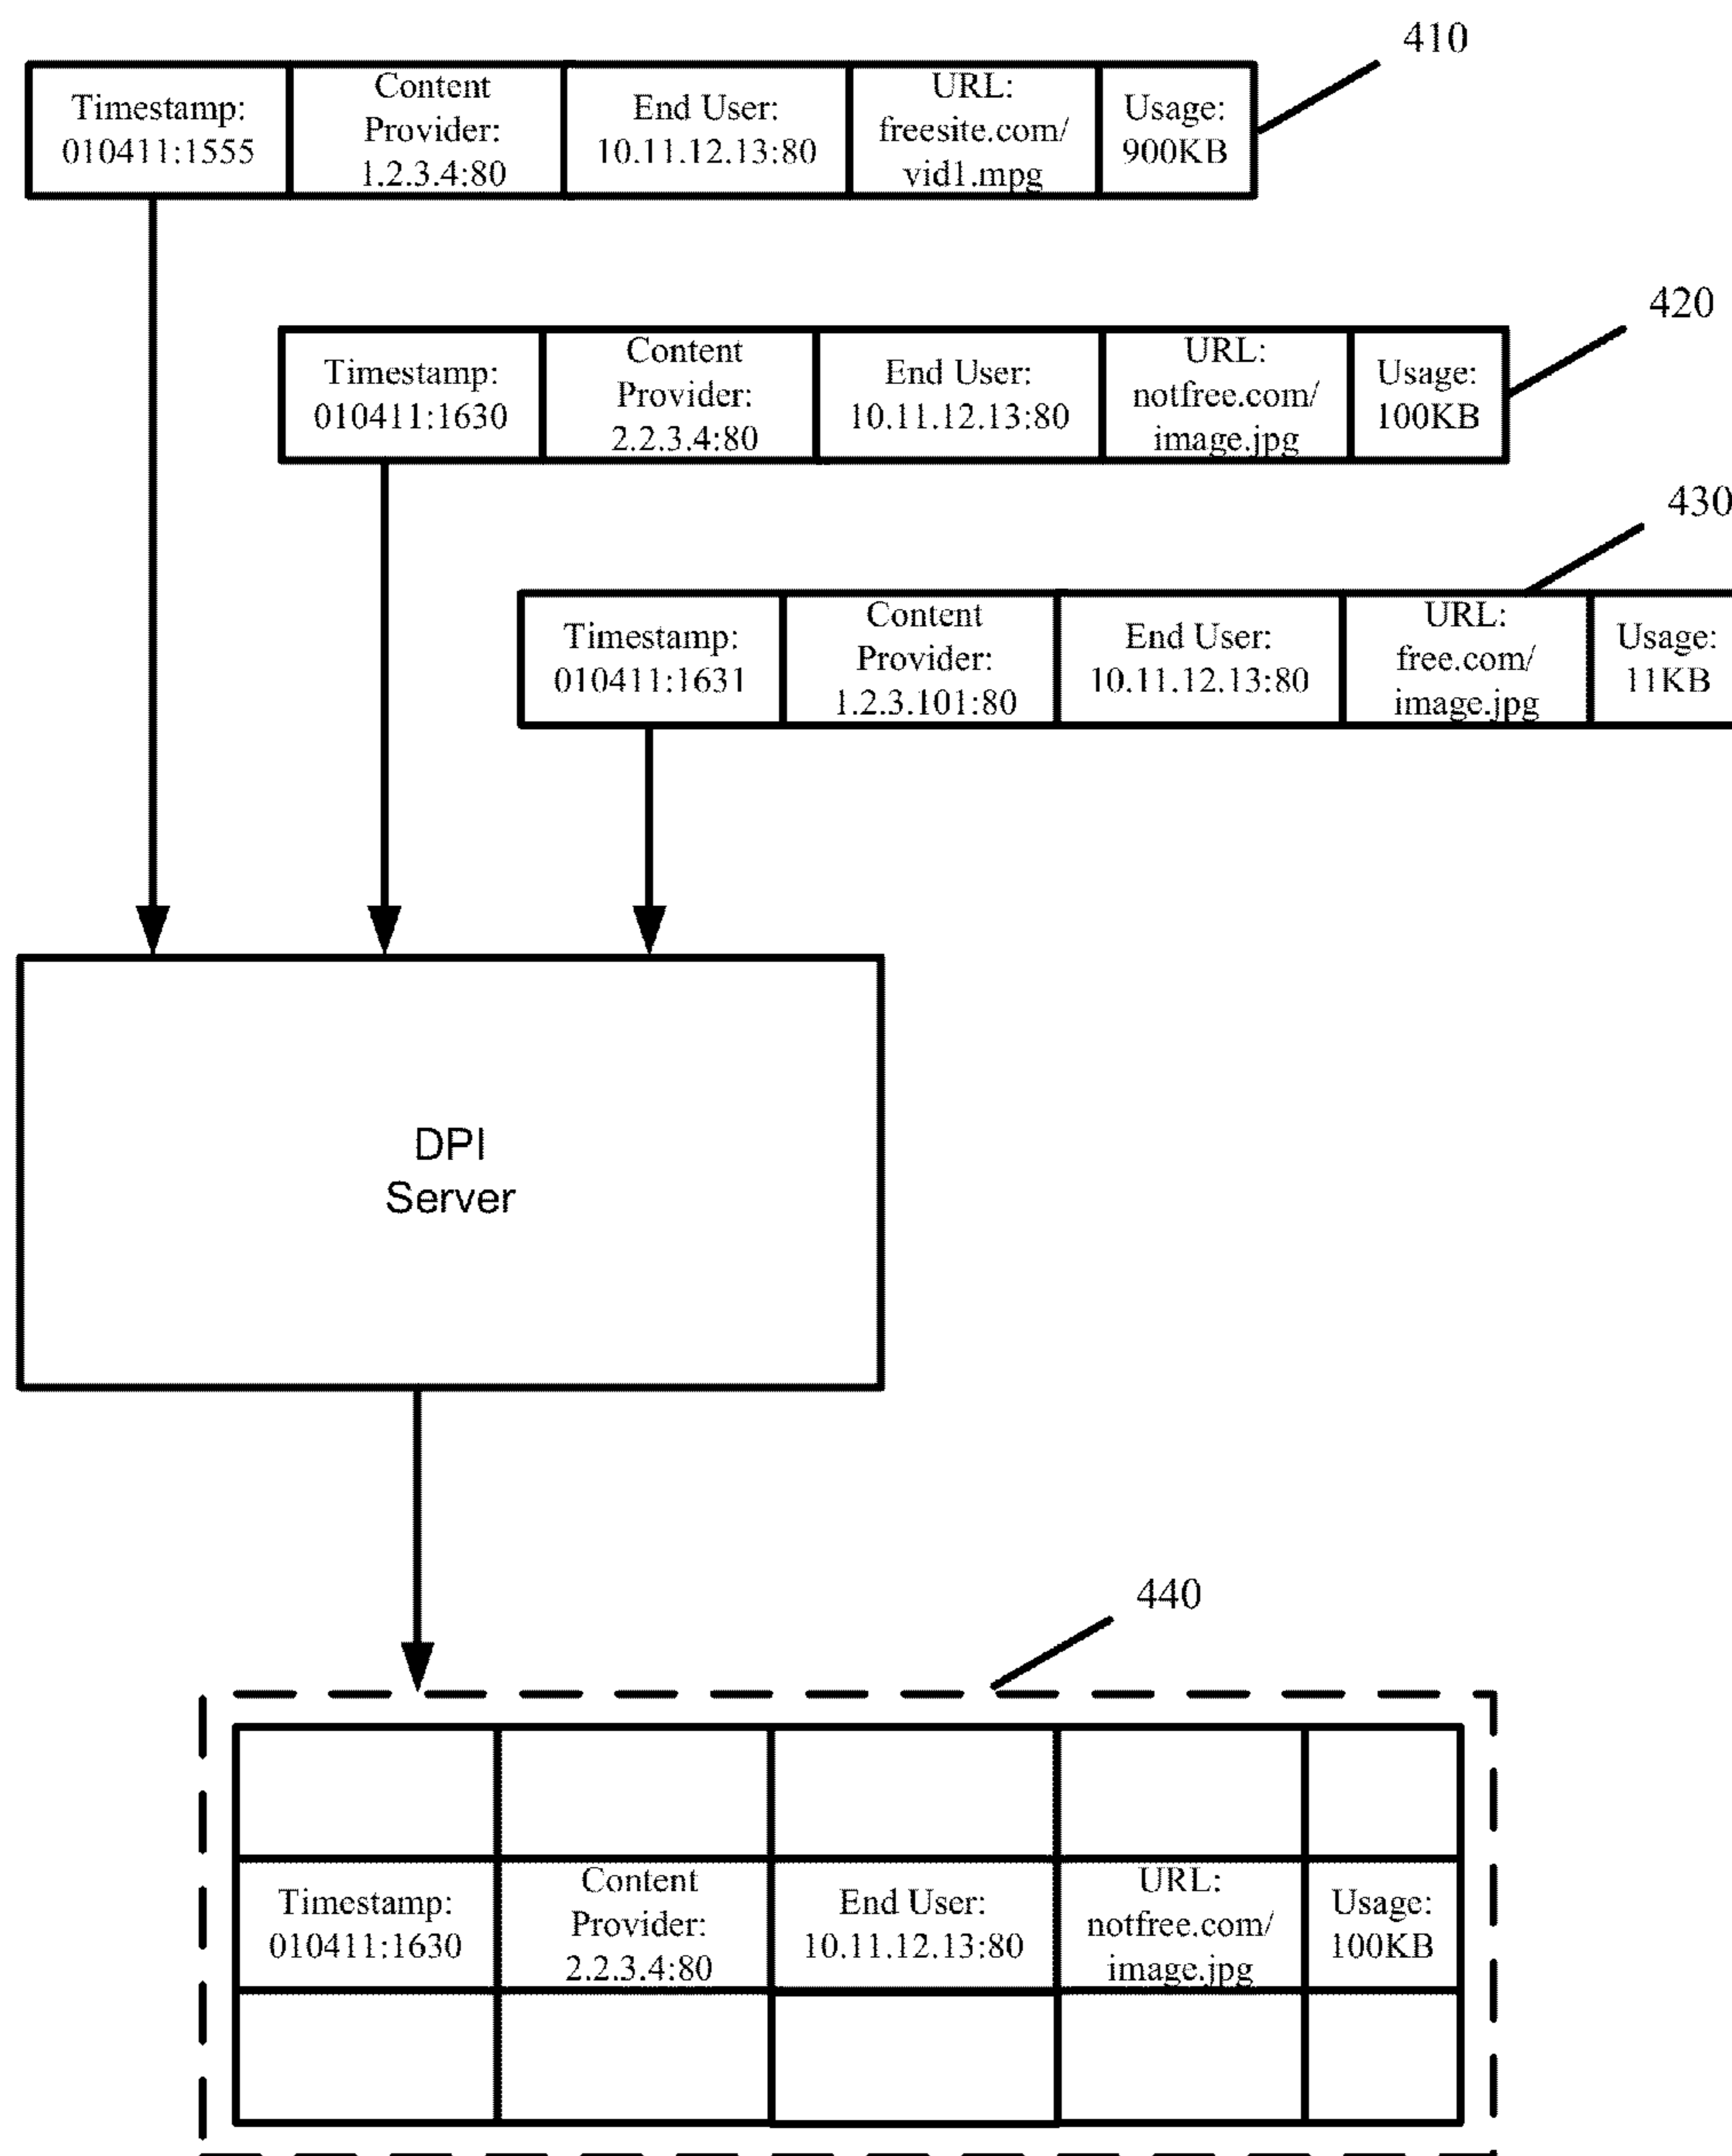 410
Timestamp:
010411:1555
Content
Provider:
1.2.3.4:80
End User:
10.11.12.13:80
URL:
freesite.com/
vid1.mpg
Usage:
900KB
420
Timestamp:
010411:1630
Content
Provider:
2.2.3.4:80
End User:
10.11.12.13:80
URL:
notfree.com/
image.jpg
Usage:
100KB
430
Timestamp:
010411:1631
Content
Provider:
1.2.3.101:80
End User:
10.11.12.13:80
URL:
free.com/
image.jpg
Usage:
11KB
DPI
Server
440
Timestamp:
010411:1630
Content
Provider:
2.2.3.4:80
End User:
10.11.12.13:80
URL:
notfree.com/
image.jpg
Usage:
100KB